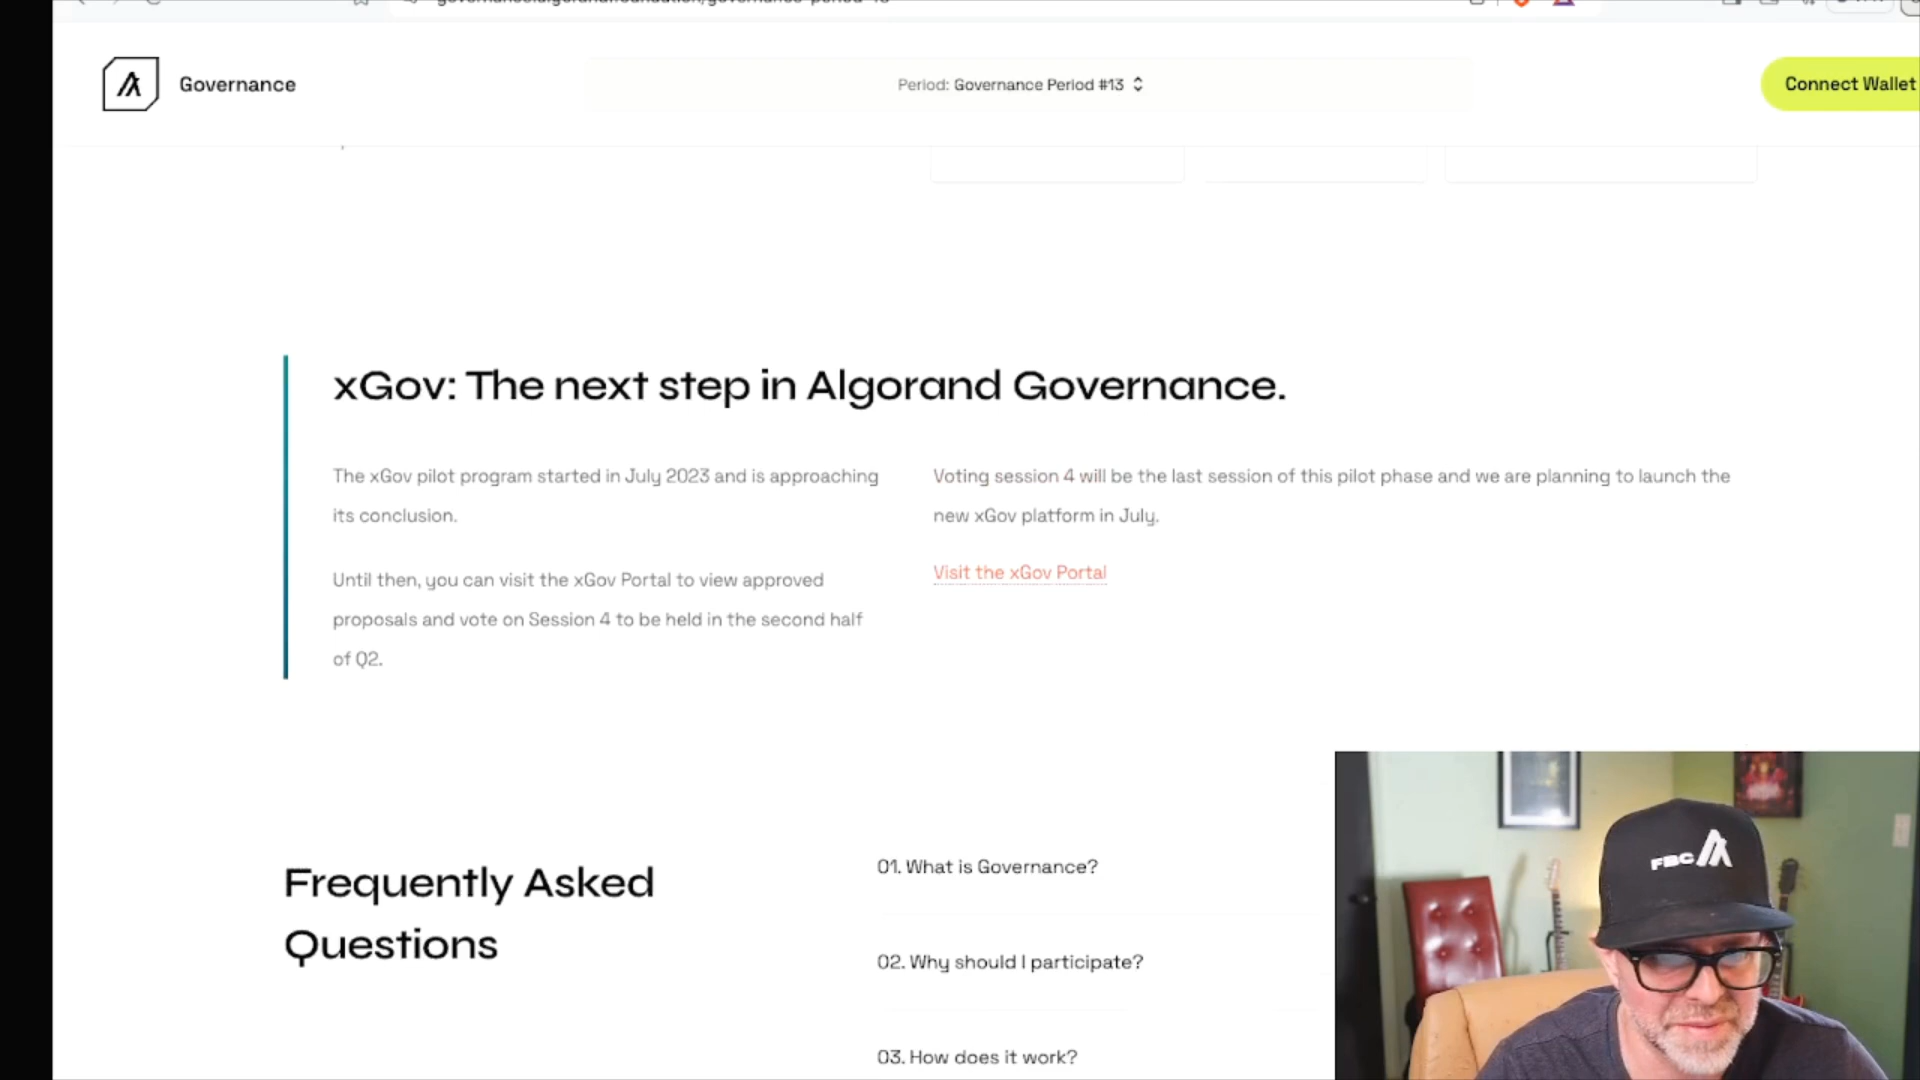 Governance
Period: Governance Period #13
Connect Wallet
xGov: The next step in Algorand Governance.
The xGov pilot program started in July 2023 and is approaching
its conclusion.
Until then, you can visit the xGov Portal to view approved
proposals and vote on Session 4 to be held in the second half
of Q2.
Voting session 4 will be the last session of this pilot phase and we are planning to launch the
new xGov platform in July.
Visit the xGov Portal
Frequently Asked
Questions
01. What is Governance?
02. Why should I participate?
03. How does it work?
FBC